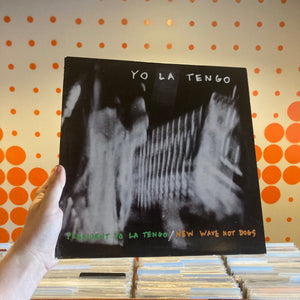 YO LA TENGO
PRESIDENT YO LA TENGO / NEW WAVE HOT DOGS